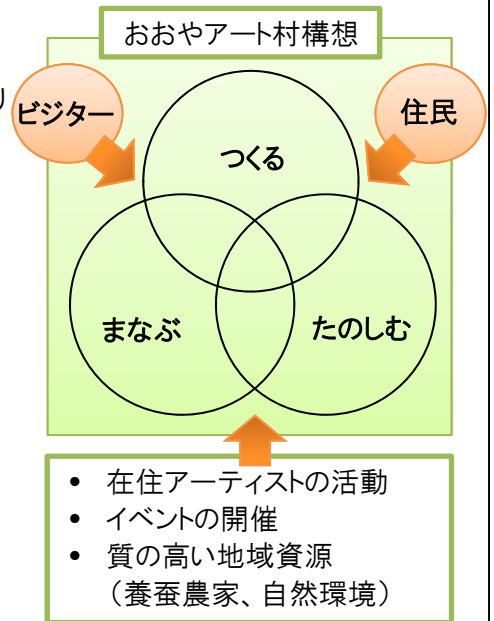 おおやアート村構想
り
ビジター
住民
つくる
まなぶ
たのしむ
• 在住アーティストの活動
• イベントの開催
• 質の高い地域資源
（養蚕農家、自然環境）